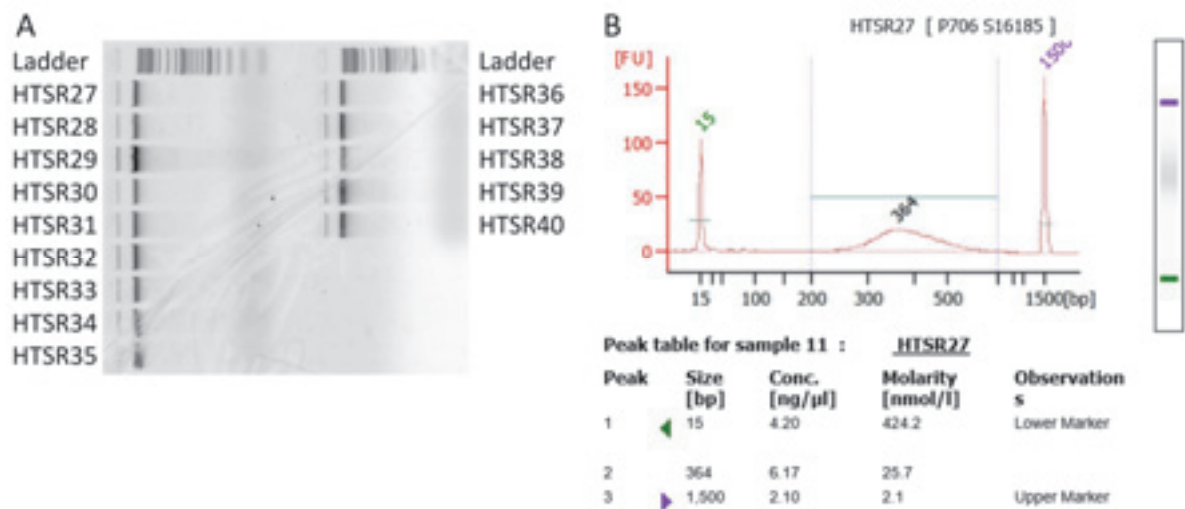 A
Ladder
HTSR27
HTSR28
HTSR29
HTSR30
HTSR31
HTSR32
HTSR33
HTSR34
HTSR35
Ladder
HTSR36
HTSR37
HTSR38
HTSR39
HTSR40
B
HTSR27 [ P706 S16185 ]
[FU]
150
100
50
0
15
364
1500
15 100 200 300 500 1500[bp]
Peak table for sample 11 : HTSR27
Peak Size [bp] Conc. [ng/µl] Molarity [nmol/l] Observation s
1 15 4.20 424.2 Lower Marker
2 364 6.17 25.7
3 1,500 2.10 2.1 Upper Marker